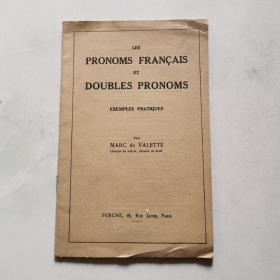 LES
PRONOMS FRANÇAIS
ET
DOUBLES PRONOMS
EXEMPLES PRATIQUES
PAR
MARC de VALETTE
PERCHE, 45, Rue Jacob, Paris